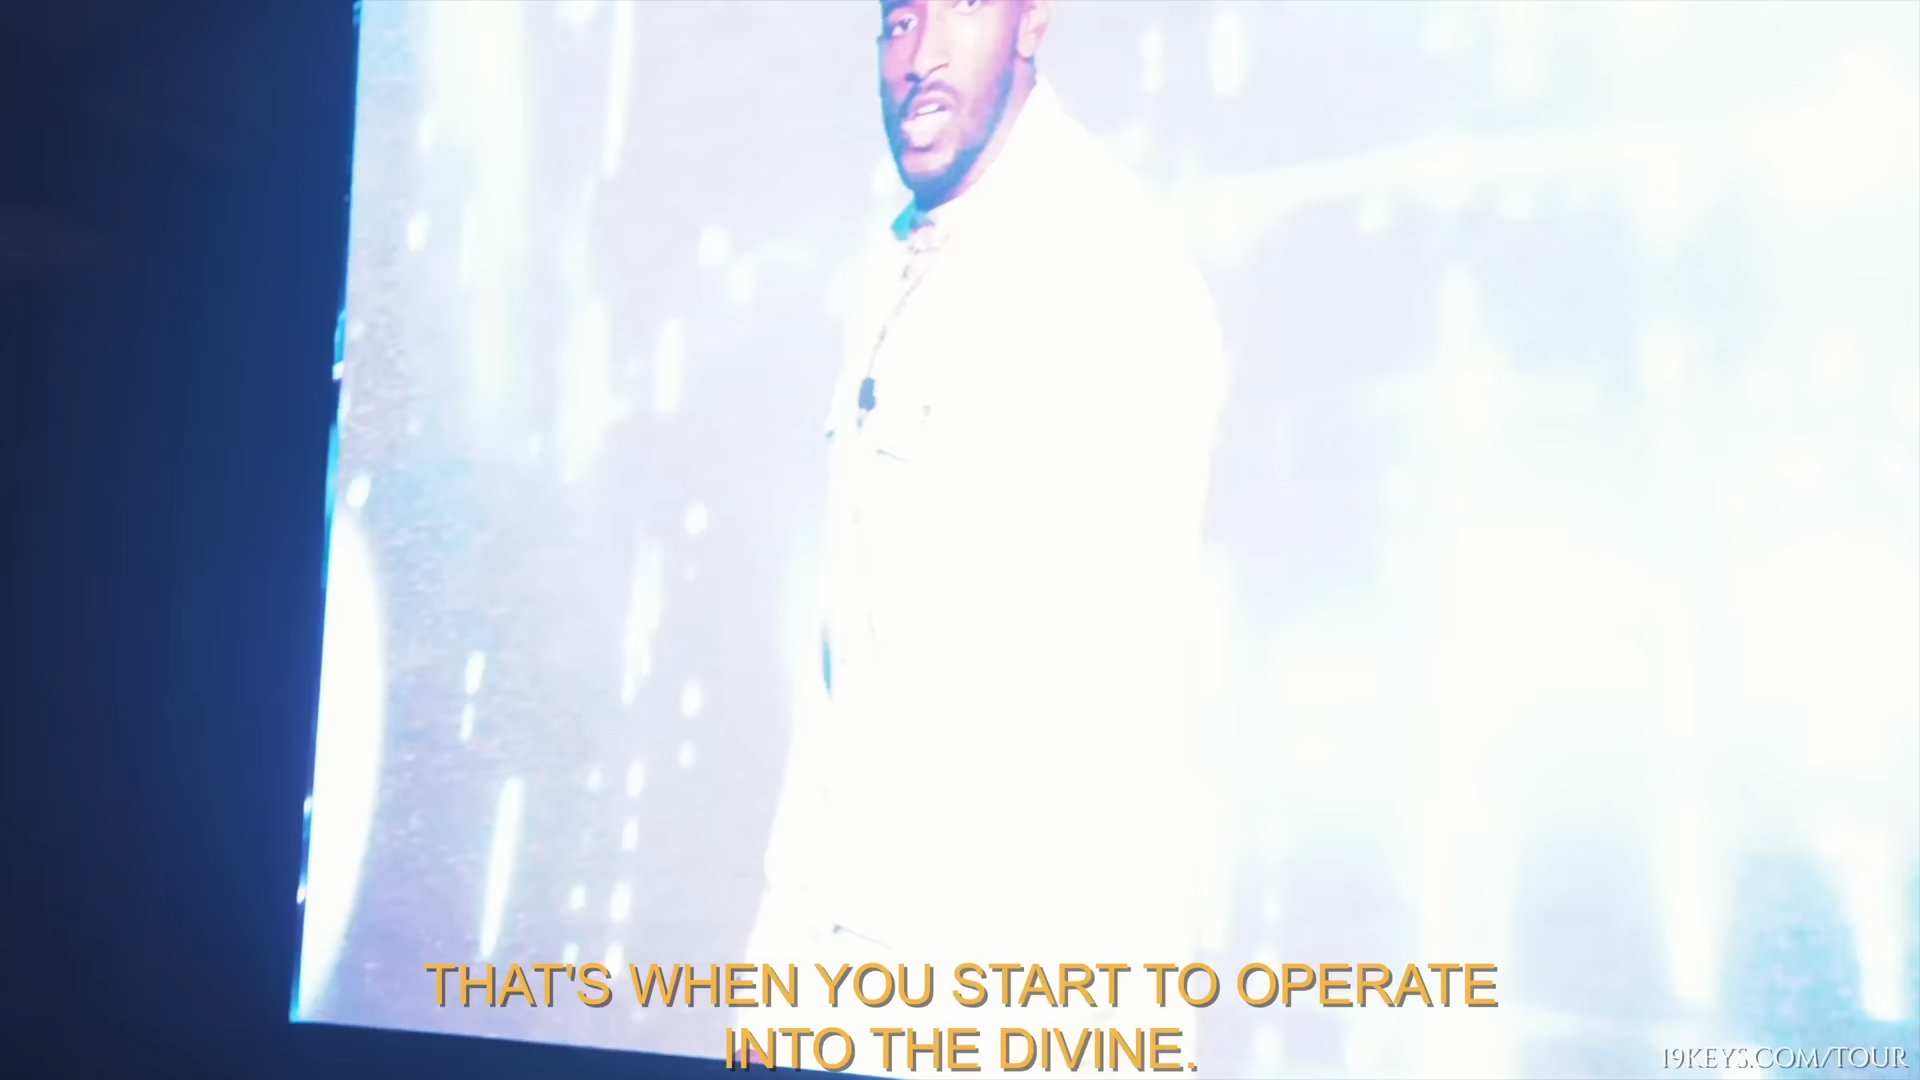 THAT'S WHEN YOU START TO OPERATE
INTO THE DIVINE.
19KEYS.COM/TOUR